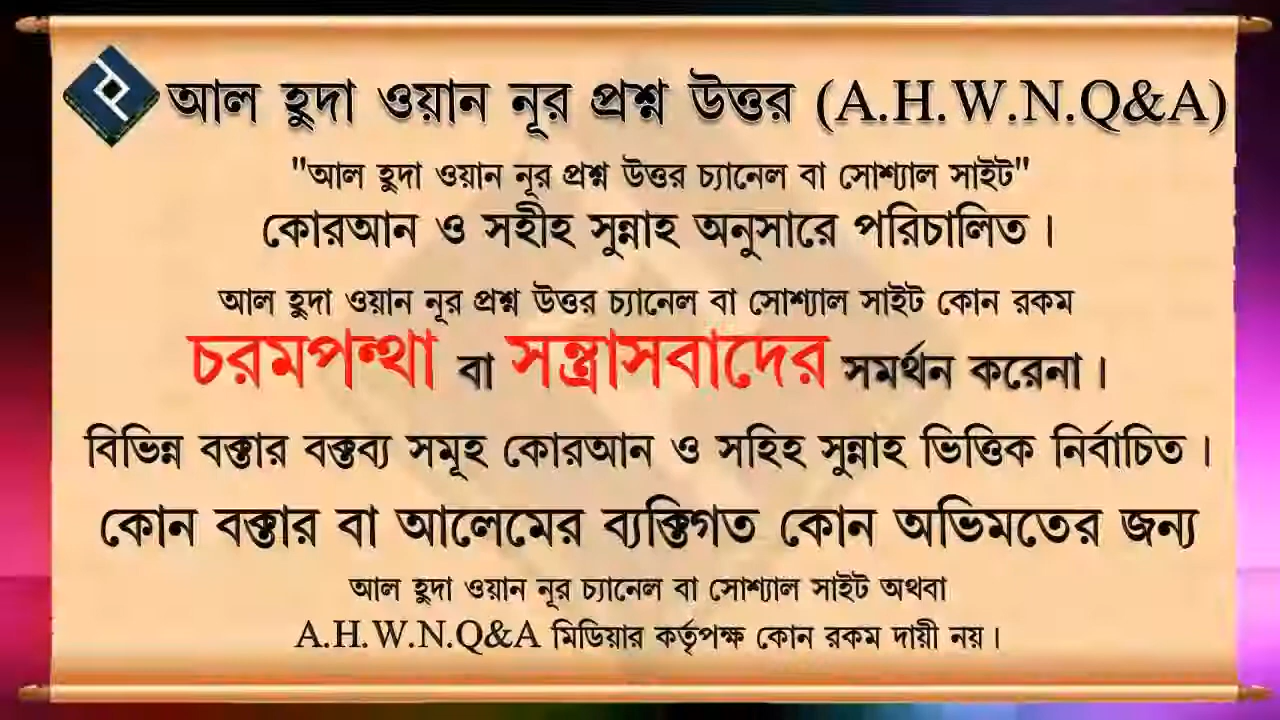 আল হুদা ওয়ান নূর প্রশ্ন উত্তর (A.H.W.N.Q&A)
"আল হুদা ওয়ান নূর প্রশ্ন উত্তর চ্যানেল বা সোশ্যাল সাইট"
কোরআন ও সহীহ সুন্নাহ অনুসারে পরিচালিত।
আল হুদা ওয়ান নূর প্রশ্ন উত্তর চ্যানেল বা সোশ্যাল সাইট কোন রকম
চরমপন্থা বা সন্ত্রাসবাদের সমর্থন করেনা।
বিভিন্ন বক্তার বক্তব্য সমূহ কোরআন ও সহিহ সুন্নাহ ভিত্তিক নির্বাচিত।
কোন বক্তার বা আলেমের ব্যক্তিগত কোন অভিমতের জন্য
আল হুদা ওয়ান নূর চ্যানেল বা সোশ্যাল সাইট অথবা
A.H.W.N.Q&A মিডিয়ার কর্তৃপক্ষ কোন রকম দায়ী নয়।